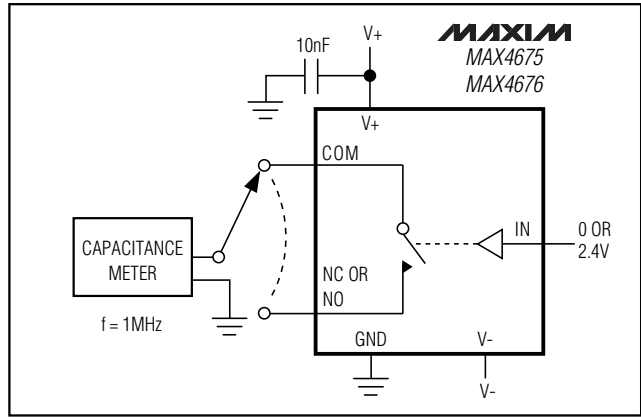 10nF
V+
MAXIM
MAX4675
MAX4676
V+
COM
CAPACITANCE
METER
f = 1MHz
IN
0 OR
2.4V
NC OR
NO
GND
V-
V-